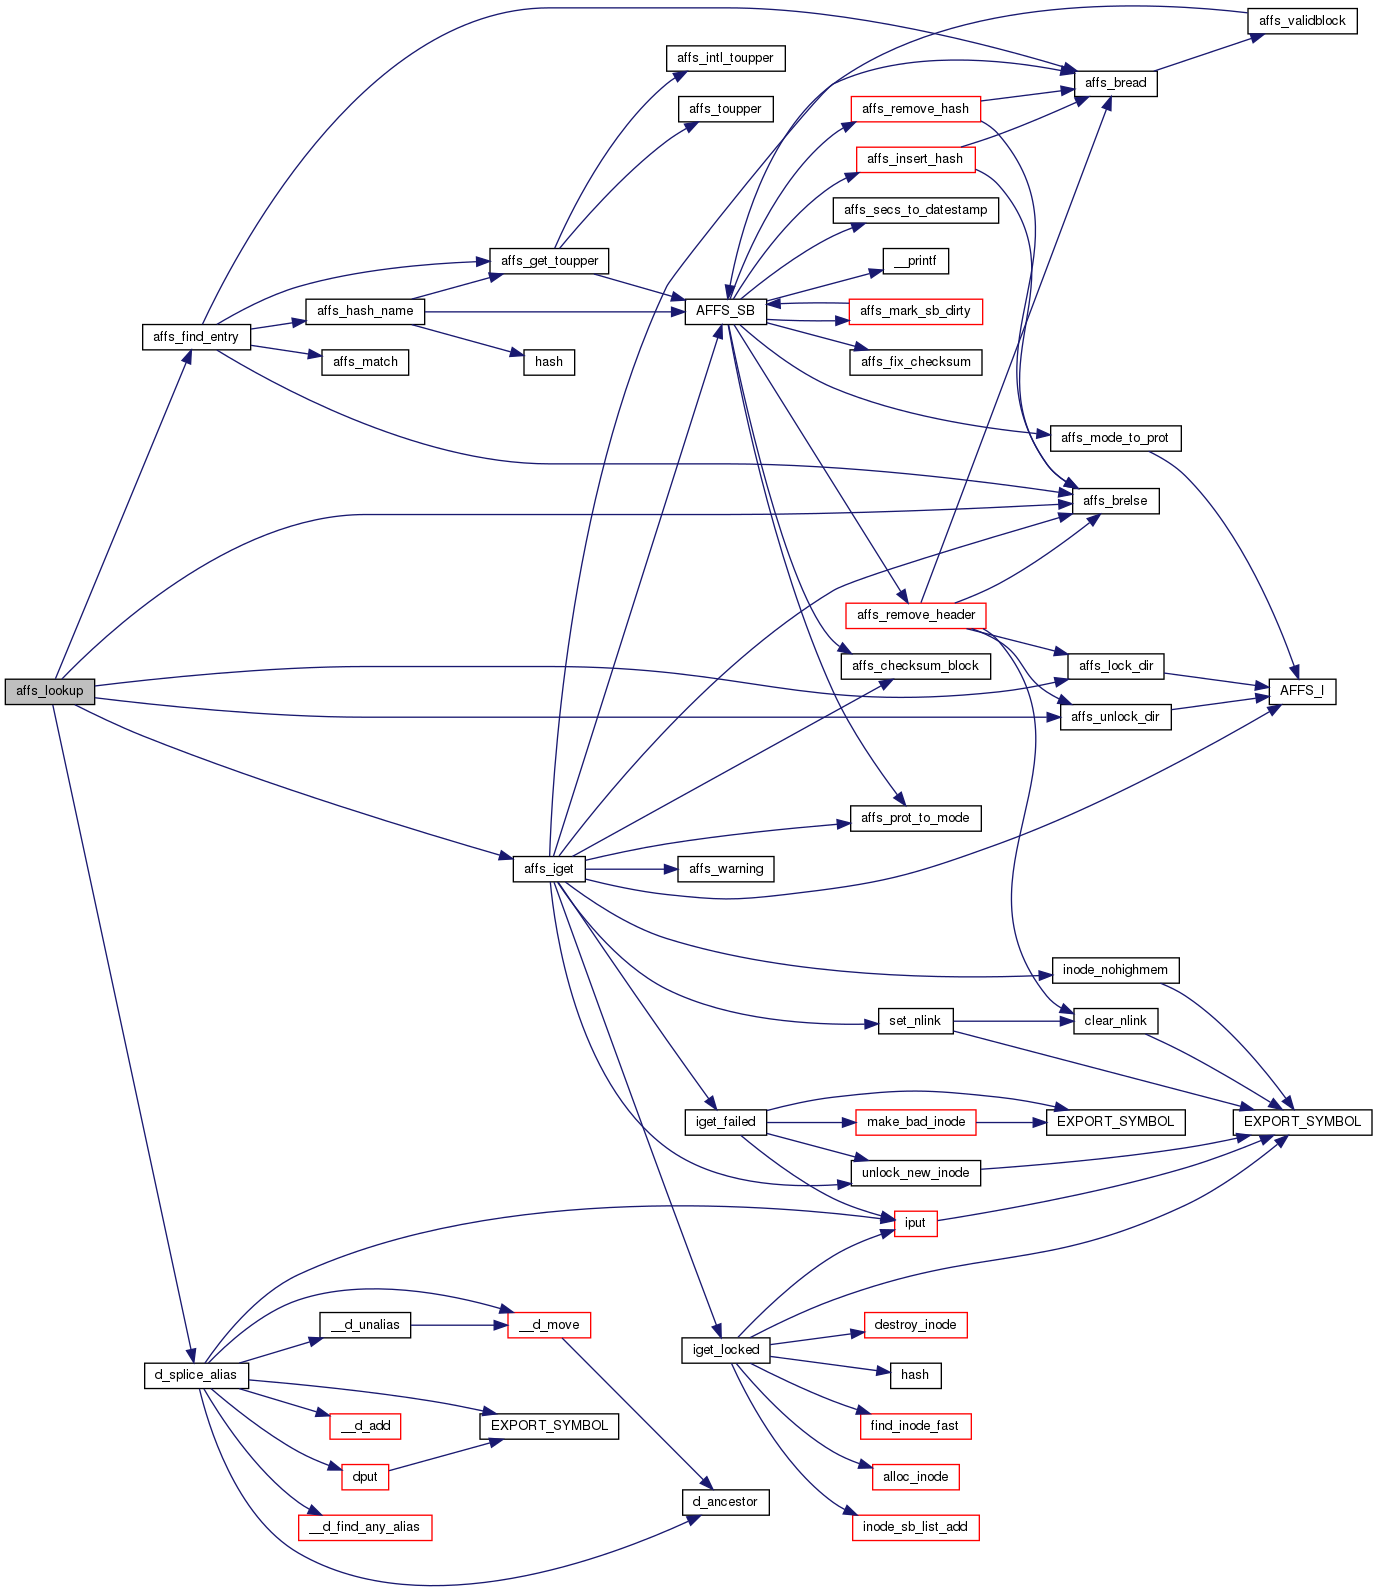 affs_validblock
affs_intl_toupper
affs_bread
affs_toupper
affs_remove_hash
affs_insert_hash
affs_secs_to_datestamp
affs_get_toupper
__printf
affs_hash_name
AFFS_SB
affs_mark_sb_dirty
affs_find_entry
affs_match
hash
affs_fix_checksum
affs_mode_to_prot
affs_brelse
affs_remove_header
affs_checksum_block
affs_lock_dir
affs_lookup
AFFS_I
affs_unlock_dir
affs_prot_to_mode
affs_iget
affs_warning
inode_nohighmem
set_nlink
clear_nlink
iget_failed
make_bad_inode
EXPORT_SYMBOL
EXPORT_SYMBOL
unlock_new_inode
iput
__d_unalias
__d_move
destroy_inode
iget_locked
d_splice_alias
hash
__d_add
EXPORT_SYMBOL
find_inode_fast
dput
alloc_inode
d_ancestor
__d_find_any_alias
inode_sb_list_add